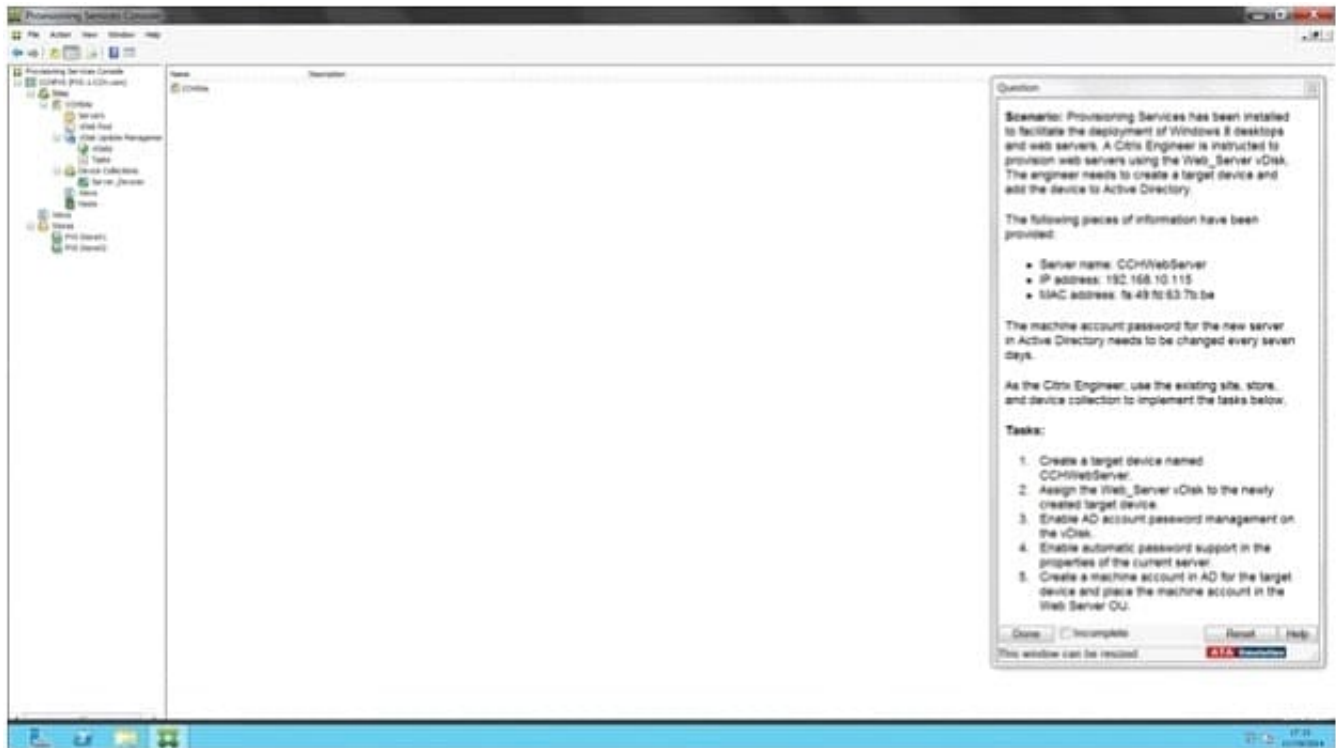 Provisioning Services Console
File Action View Window Help
Provisioning Services Console
Sites
CCHSite
Servers
vDisk Pool
vDisk Update Management
Hosts
Tasks
Device Collections
Server_Devices
Views
Hosts
Views
Stores
Name Description
CCHSite
Question
Scenario: Provisioning Services has been installed
to facilitate the deployment of Windows 8 desktops
and web servers. A Citrix Engineer is instructed to
provision web servers using the Web_Server vDisk.
The engineer needs to create a target device and
add the device to Active Directory.
The following pieces of information have been
provided:
• Server name: CCHWebServer
• IP address: 192.168.10.115
• MAC address: fa:49:fd:63:7b:be
The machine account password for the new server
in Active Directory needs to be changed every seven
days.
As the Citrix Engineer, use the existing site, store,
and device collection to implement the tasks below.
Tasks:
1. Create a target device named
CCHWebServer.
2. Assign the Web_Server vDisk to the newly
created target device.
3. Enable AD account password management on
the vDisk.
4. Enable automatic password support in the
properties of the current server.
5. Create a machine account in AD for the target
device and place the machine account in the
Web Server OU.
Done Incomplete Reset Help
This window can be resized